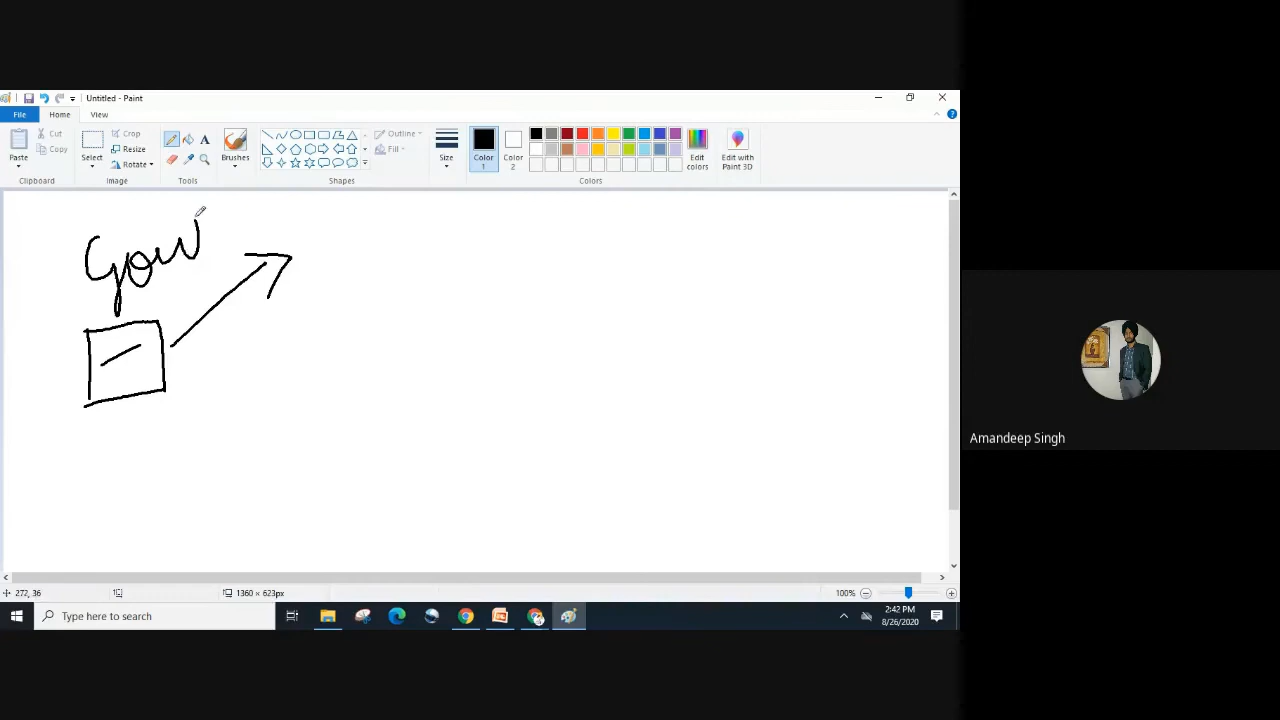 Untitled - Paint
File Home View
Paste
Cut
Copy
Clipboard
Select
Crop
Resize
Rotate
Image
Tools
Brushes
Shapes
Outline
Fill
Size
Color 1
Color 2
Edit colors
Edit with Paint 3D
Colors
Amandeep Singh
272, 36
1360 × 623px
100%
Type here to search
2:42 PM
8/26/2020